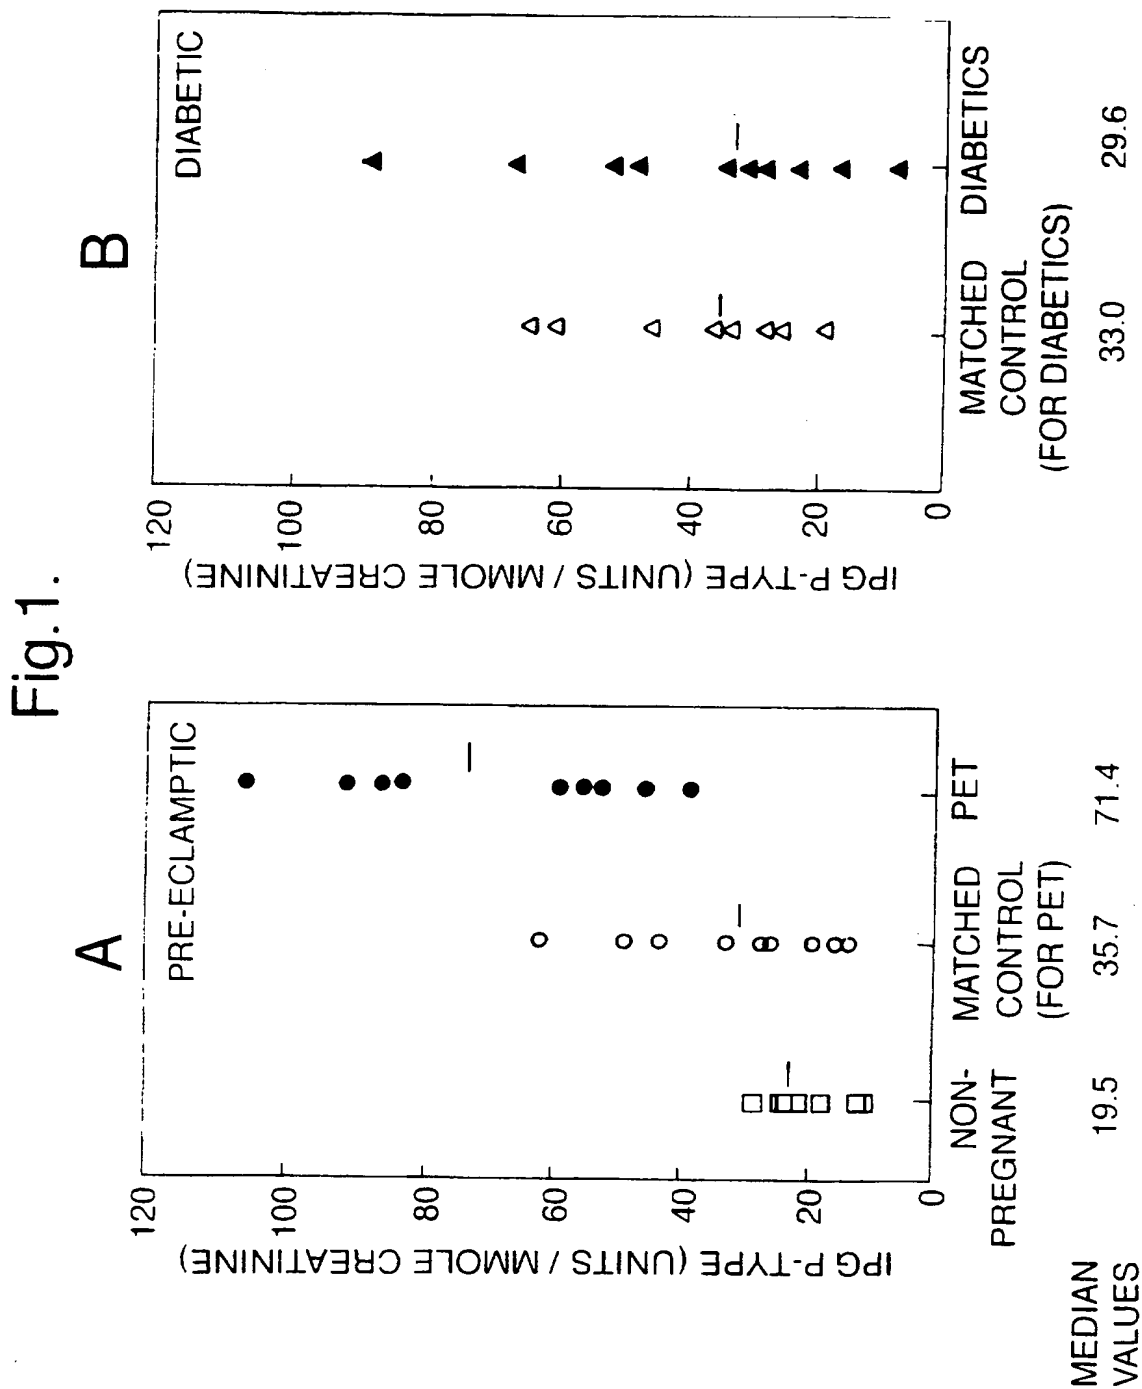 Fig.1.
A
PRE-ECLAMPTIC
IPG P-TYPE (UNITS / MMOLE CREATININE)
120
100
80
60
40
20
0
NON-
PREGNANT
MATCHED
CONTROL
(FOR PET)
PET
MEDIAN
VALUES
19.5
35.7
71.4
B
DIABETIC
IPG P-TYPE (UNITS / MMOLE CREATININE)
120
100
80
60
40
20
0
MATCHED
CONTROL
(FOR DIABETICS)
DIABETICS
33.0
29.6